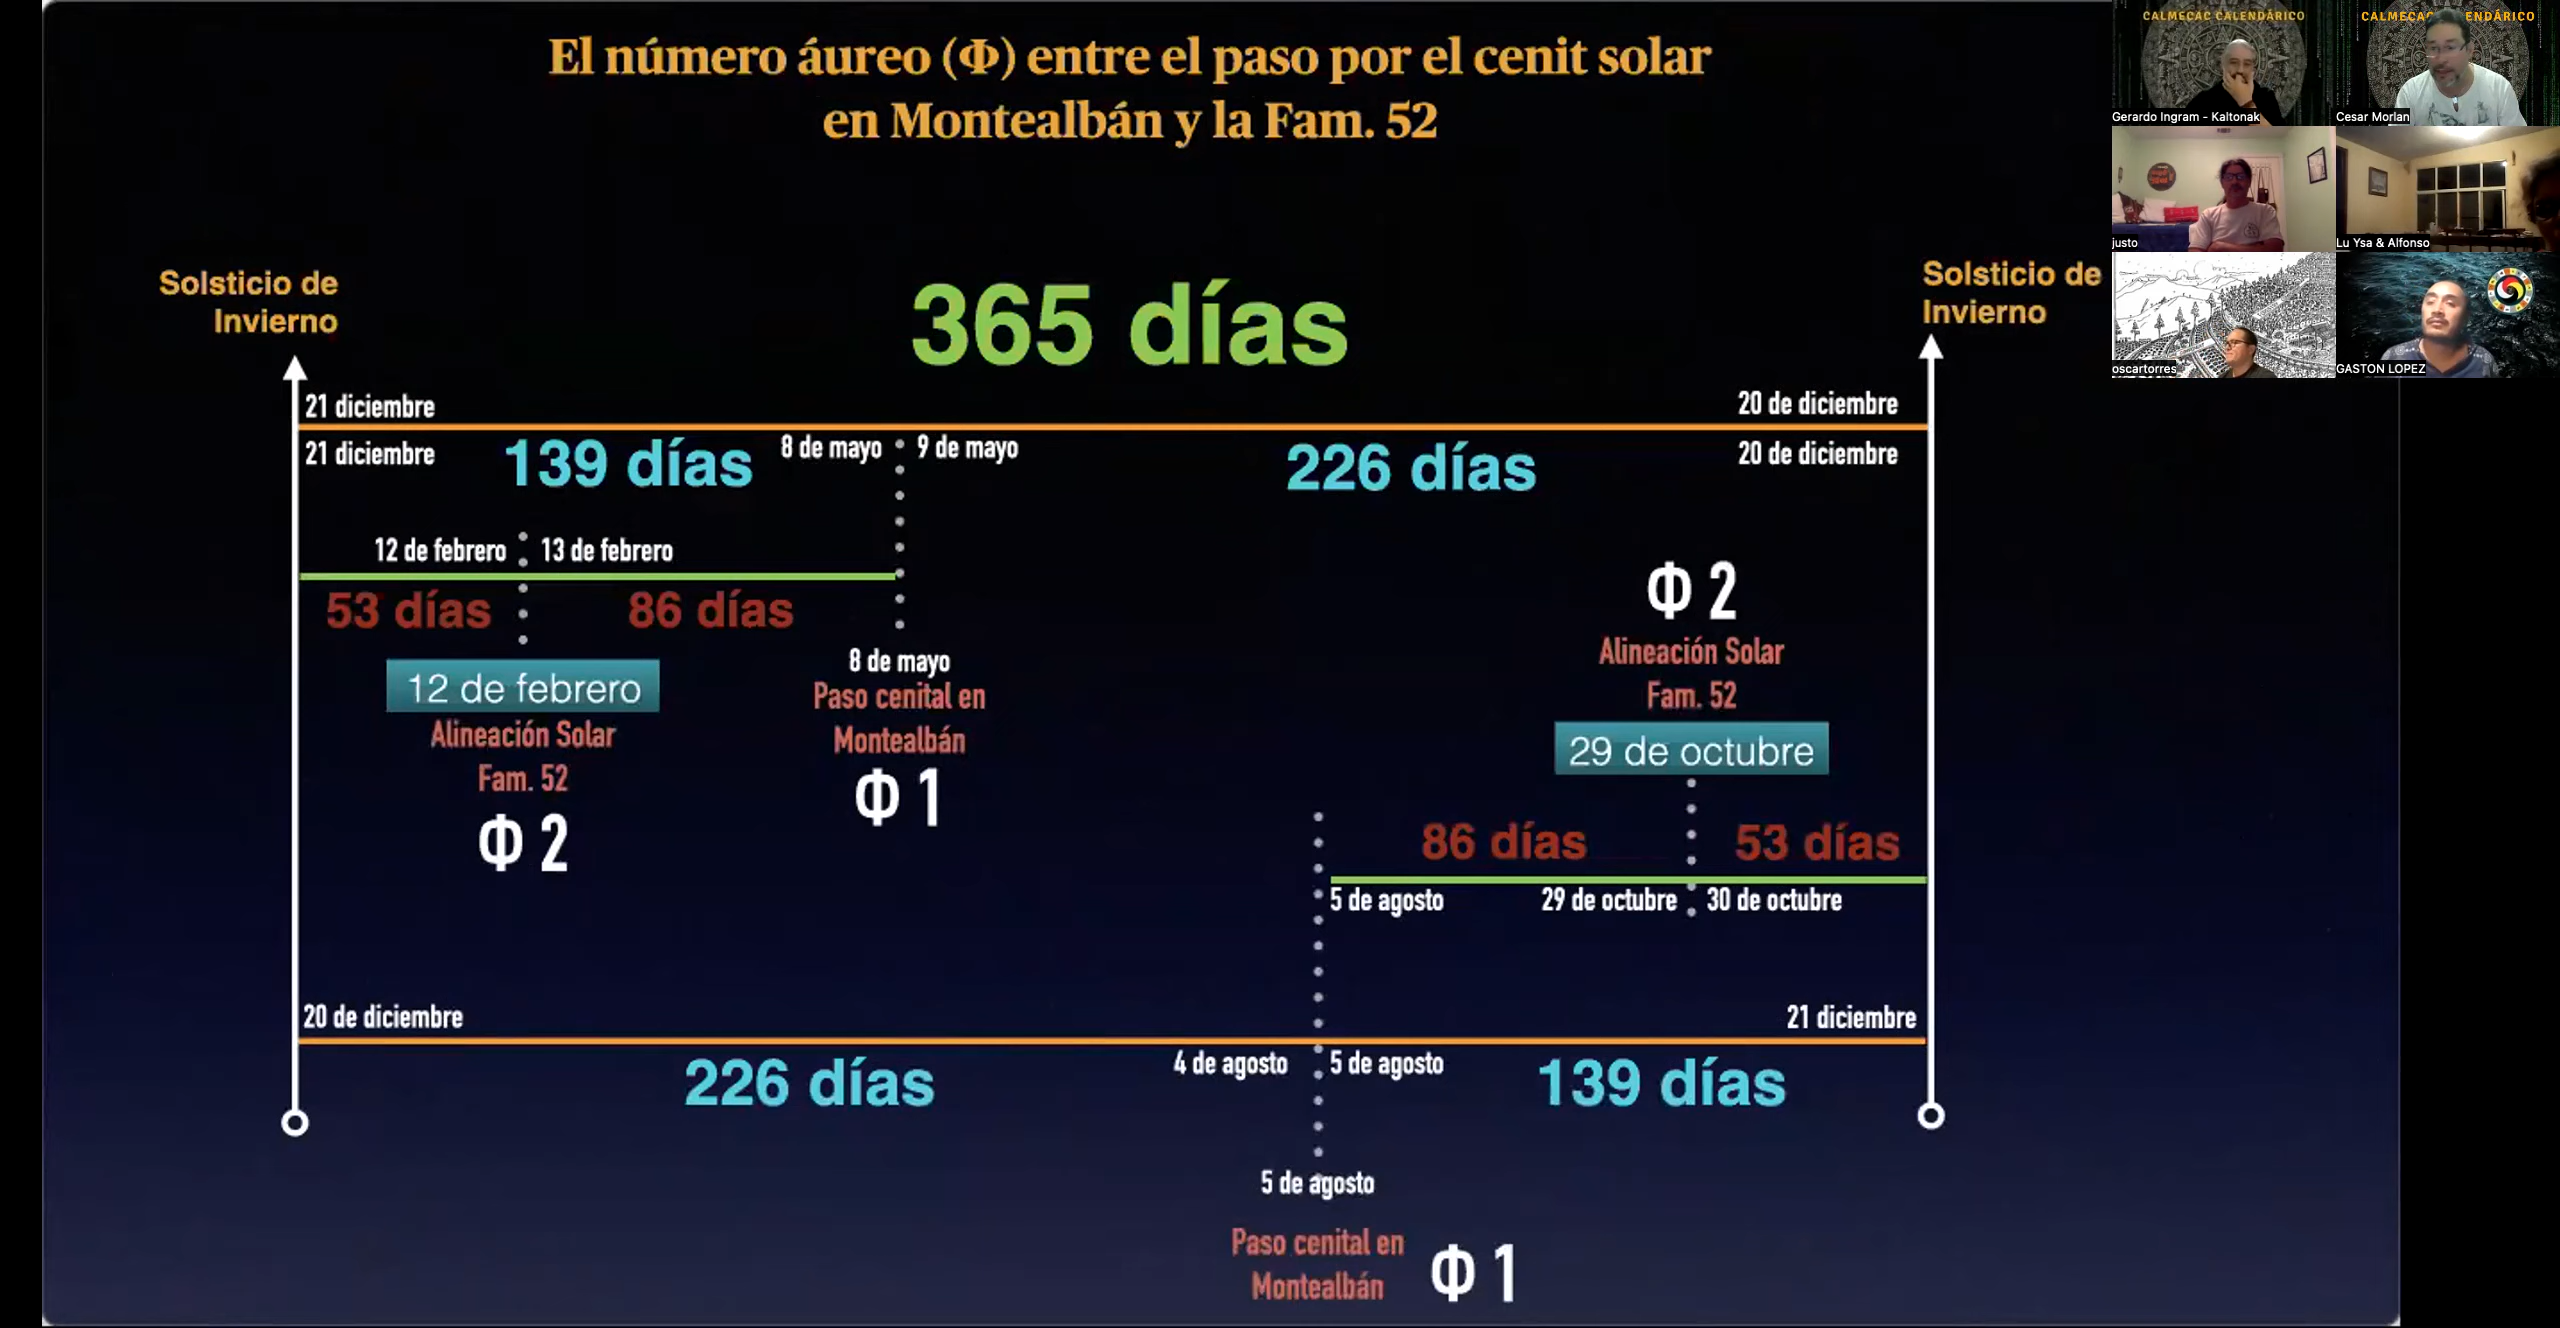 El número áureo (Φ) entre el paso por el cenit solar
en Montealbán y la Fam. 52
CALMECAC CALENDÁRICO
CALMECAC
ENDÁRICO
Gerardo Ingram - Kaltonak
Cesar Morlan
justo
Lu Ysa & Alfonso
oscartorres
GASTON LOPEZ
Solsticio de
Invierno
365 días
Solsticio de
Invierno
21 diciembre
20 de diciembre
21 diciembre
139 días
8 de mayo
9 de mayo
226 días
20 de diciembre
12 de febrero
13 de febrero
53 días
86 días
12 de febrero
Alineación Solar
Fam. 52
Φ 2
8 de mayo
Paso cenital en
Montealbán
Φ 1
Φ 2
Alineación Solar
Fam. 52
29 de octubre
86 días
53 días
5 de agosto
29 de octubre
30 de octubre
20 de diciembre
21 diciembre
226 días
4 de agosto
5 de agosto
139 días
5 de agosto
Paso cenital en
Montealbán
Φ 1